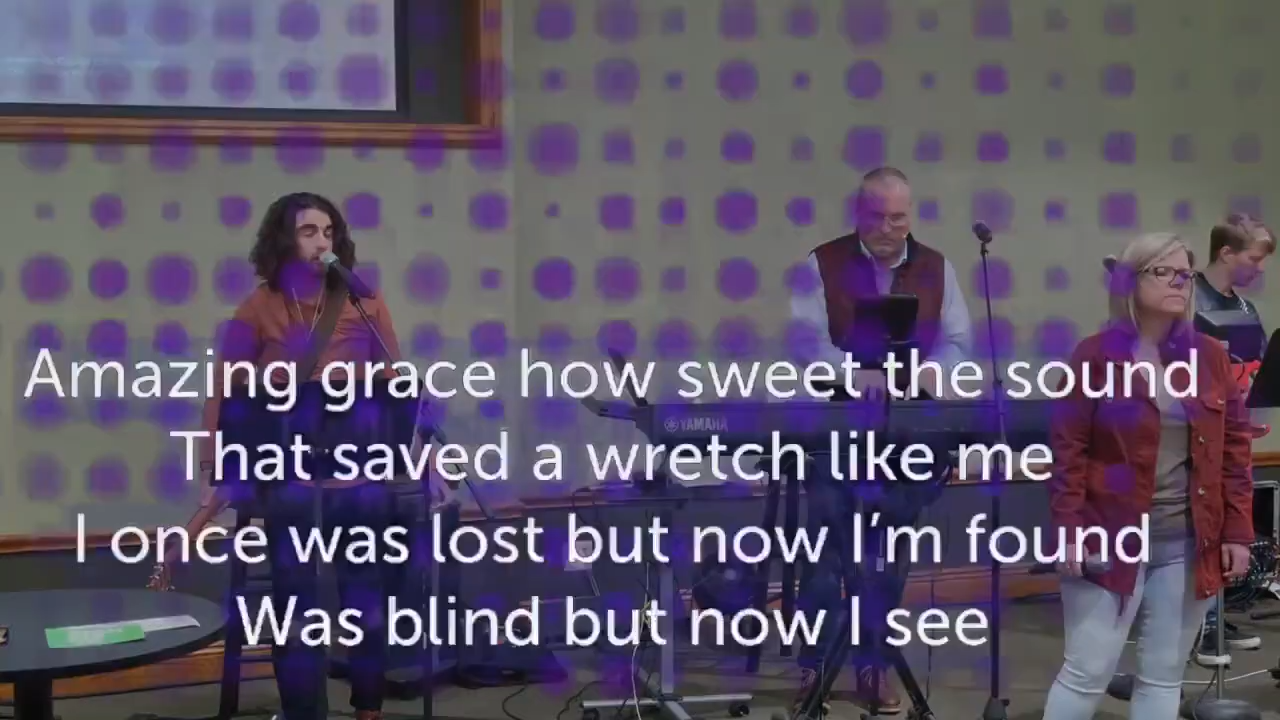 Amazing grace how sweet the sound
That saved a wretch like me
YAMAHA
I once was lost but now I’m found
Was blind but now I see